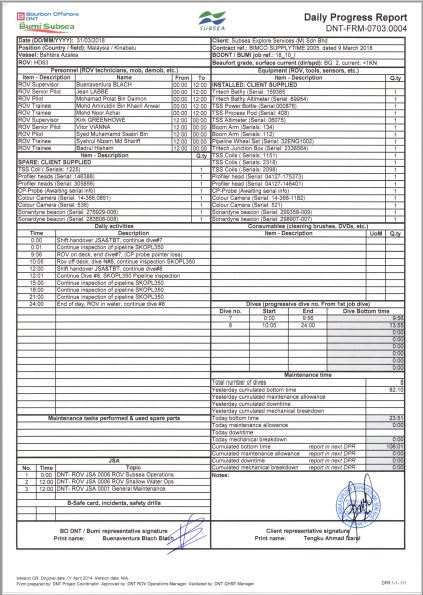 Bourbon Offshore
DNT
Bumi Subsea
SUBSEA
Daily Progress Report
DNT-FRM-0703.0004
Date (DD/MM/YYYY): 31/03/2018
Client: Subsea Explore Services (M) Sdn Bhd
Position (Country / field): Malaysia / Kinabalu
Contract ref.: BIMCO SUPPLYTIME 2005, dated 9 March 2018
Vessel: Bahtera Azalea
BOONT / BUMI job ref.: 18_10_I
ROV: HD63
Beaufort grade, surface current (dir/spd): BG: 2, current: <1KN
Personnel (ROV technicians, mob, demob, etc.)
Equipment (ROV, tools, sensors, etc.)
Item - Description Name From To
Item - Description Q.ty
ROV Supervisor Buenaventura BLACH 00:00 12:00
INSTALLED: CLIENT SUPPLIED
ROV Senior Pilot Jean LABBE 00:00 12:00
Tritech Bathy (Serial: 159395 1
ROV Pilot Mohamad Polat Bin Daimon 00:00 12:00
Tritech Bathy Altimeter (Serial: 66984) 1
ROV Trainee Mohd Amiruddin Bin Khairil Anwar 00:00 12:00
TSS Power Bottle (Serial:000875) 1
ROV Trainee Mohd Noor Azhar 00:00 12:00
TSS Process Pod (Serial: 408) 1
ROV Supervisor Kirk GREENHOWE 12:00 00:00
TSS Altimeter (Serial: 06075) 1
ROV Senior Pilot Vitor VIANNA 12:00 00:00
Boom Arm (Serial: 134) 1
ROV Pilot Syed Muhamamd Saabri Bin 12:00 00:00
Boom Arm (Serial: 112) 1
ROV Trainee Syahrul Nizam Md Shariff 12:00 00:00
Pipeline Wheel Set (Serial: 32ENG1002) 1
ROV Trainee Badrul Hisham 12:00 00:00
Tritech Junction Box (Serial: 2338564) 1
Item - Description Q.ty
TSS Coil (Serials: 1151) 1
SPARE: CLIENT SUPPLIED
TSS Coil (Serials: 2318) 1
TSS Coil ( Serials: 1225) 1
TSS Coil (Serials: 2098) 1
Profiler heads (Serial: 146388) 1
Profiler Head (Serial: 04127-175373) 1
Profiler heads (Serial: 305856) 1
Profiler Head (Serial: 04127-146401) 1
CP-Probe (Awaiting serial info) 1
CP-Probe (Awaiting serial info) 1
Colour Camera (Serial: 14-366.0851) 1
Colour Camera (Serial: 14-366-1182) 1
Colour Camera (Serial: 536) 1
Colour Camera (Serial: 521) 1
Sonardyne beacon (Serial: 276929-006) 1
Sonardyne beacon (Serial: 299358-009) 1
Sonardyne beacon (Serial: 283608-008) 1
Sonardyne beacon (Serial: 298907-007) 1
Daily activities
Consumables (cleaning brushes, DVDs, etc.)
Time Description
Item - Description UoM Q.ty
0:00 Shift handover JSA&TBT, continue dive#7
0:01 Continue inspection of pipeline SKOPL350
9:56 ROV on deck, end dive#7, (CP probe pointer loss)
10:05 Rov off deck, dive N#8, continue inspection SKOPL350
12:00 Shift handover JSA&TBT, continue dive#8
12:01 Continue Dive #8, SKOPL350 Pipeline inspection
15:00 Continue inspection of pipeline SKOPL350
18:00 Continue inspection of pipeline SKOPL350
21:00 Continue inspection of pipeline SKOPL350
24:00 End of day, ROV in water, continue dive #8
Dives (progressive dive no. From 1st job dive)
Dive no. Start End Dive Bottom time
7 0:00 9:56 9:56
8 10:05 24:00 13:55
0:00
0:00
0:00
0:00
0:00
Maintenance time
Total number of dives 8
Yesterday cumulated bottom time 82:10
Yesterday cumulated maintenance allowance
Yesterday cumulated downtime
Yesterday cumulated mechanical breakdown
Maintenance tasks performed & used spare parts
Today bottom time 23:51
Today maintenance allowance 0:00
Today downtime
Today mechanical breakdown 0:00
Cumulated bottom time report in next DPR 106:01
Cumulated maintenance allowance report in next DPR
Cumulated downtime report in next DPR
JSA
Cumulated mechanical breakdown report in next DPR
No. Time Topic
Notes:
1 0:00 DNT- ROV JSA 0006 ROV Subsea Operations
2 12:00 DNT- ROV JSA 0006 ROV Shallow Water Ops
3 12:00 DNT- ROV JSA 0001 General Maintenance
B-Safe card, incidents, safety drills
BO DNT / Bumi representative signature
Print name: Buenaventura Blach Blach
Client representative signature
Print name: Tengku Ahmad Izanal
Version OR, Original date: 01 April 2014. Version date: N/A.
Form prepared by: DNT Project Coordinator. Approved by: DNT ROV Operations Manager. Validated by: DNT QHSE Manager.
DPR 1-1- 1/1